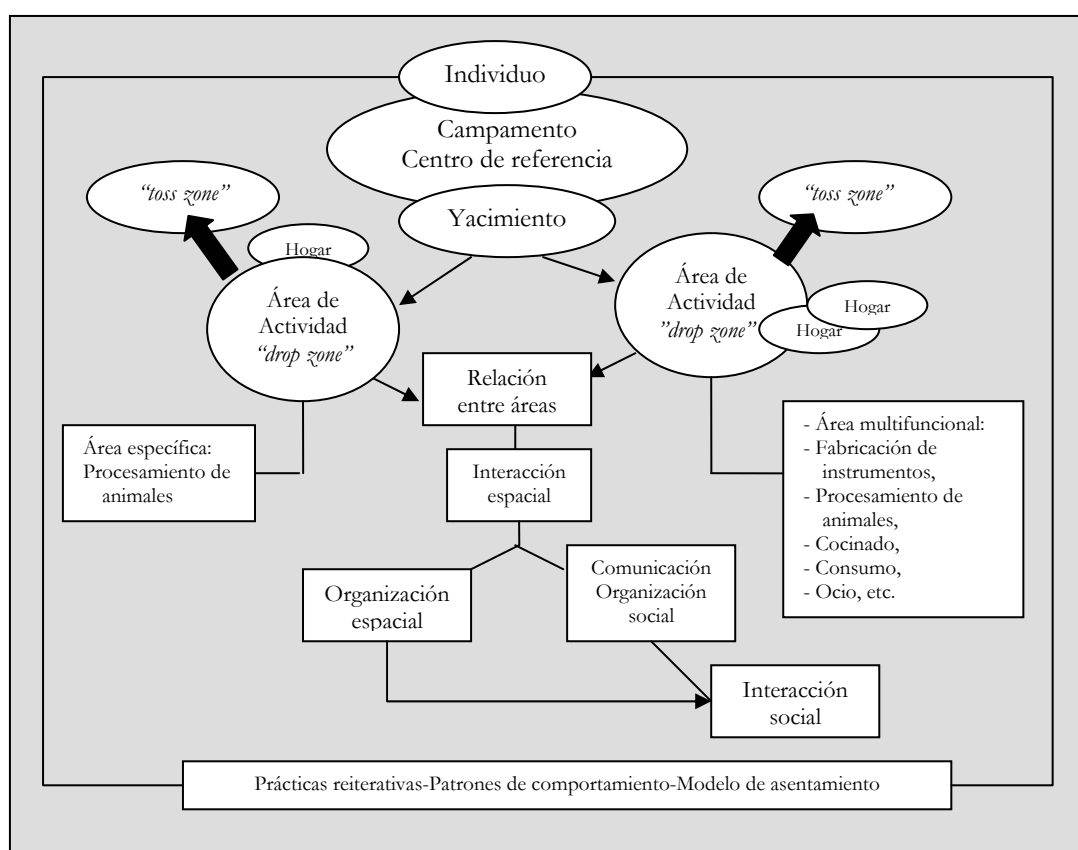 Individuo
Campamento
Centro de referencia
Yacimiento
“toss zone”
“toss zone”
Hogar
Área de
Actividad
“drop zone”
Área de
Actividad
”drop zone”
Hogar
Hogar
Relación
entre áreas
Área específica:
Procesamiento de
animales
Interacción
espacial
- Área multifuncional:
- Fabricación de
instrumentos,
- Procesamiento de
animales,
- Cocinado,
- Consumo,
- Ocio, etc.
Organización
espacial
Comunicación
Organización
social
Interacción
social
Prácticas reiterativas-Patrones de comportamiento-Modelo de asentamiento